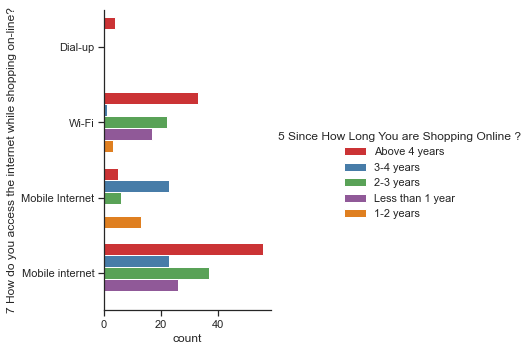 7 How do you access the internet while shopping on-line?
Dial-up
Wi-Fi
Mobile Internet
Mobile internet
0 20 40
count
5 Since How Long You are Shopping Online ?
Above 4 years
3-4 years
2-3 years
Less than 1 year
1-2 years